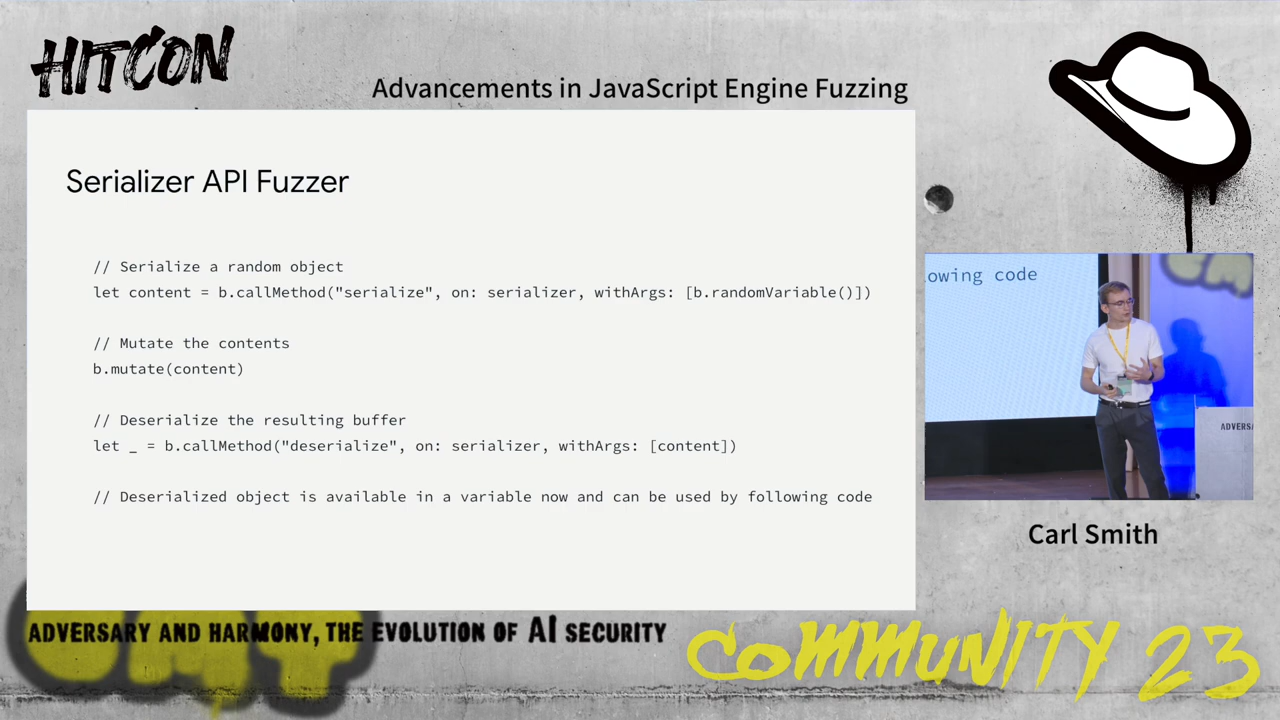 HITCON
Advancements in JavaScript Engine Fuzzing
Serializer API Fuzzer
// Serialize a random object
let content = b.callMethod("serialize", on: serializer, withArgs: [b.randomVariable()])
// Mutate the contents
b.mutate(content)
// Deserialize the resulting buffer
let _ = b.callMethod("deserialize", on: serializer, withArgs: [content])
// Deserialized object is available in a variable now and can be used by following code
lowing code
ADVERSA
Carl Smith
ADVERSARY AND HARMONY, THE EVOLUTION OF AI SECURITY
COMMUNITY 23